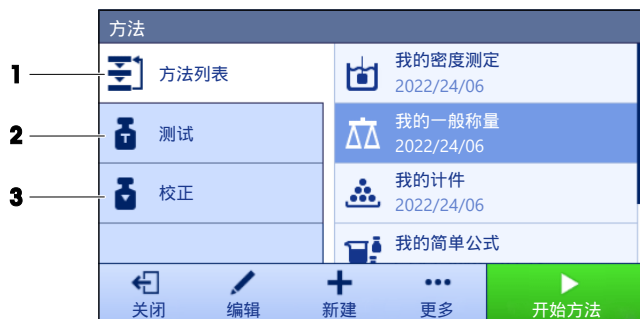 方法
1
方法列表
2
测试
3
校正
我的密度测定
2022/24/06
我的一般称量
2022/24/06
我的计件
2022/24/06
我的简单公式
关闭
编辑
新建
更多
开始方法